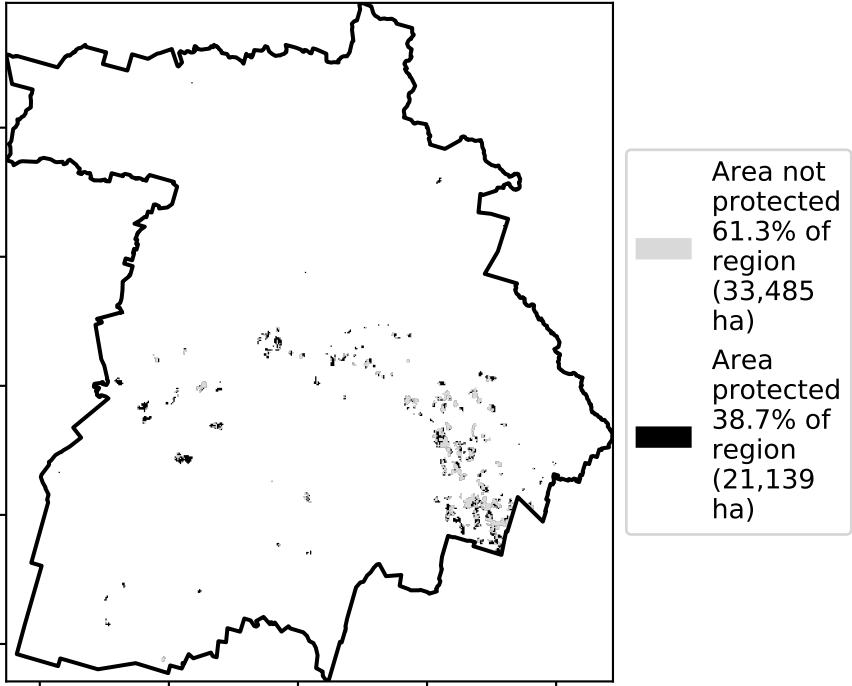 Area not
protected
61.3% of
region
(33,485
ha)
Area
protected
38.7% of
region
(21,139
ha)